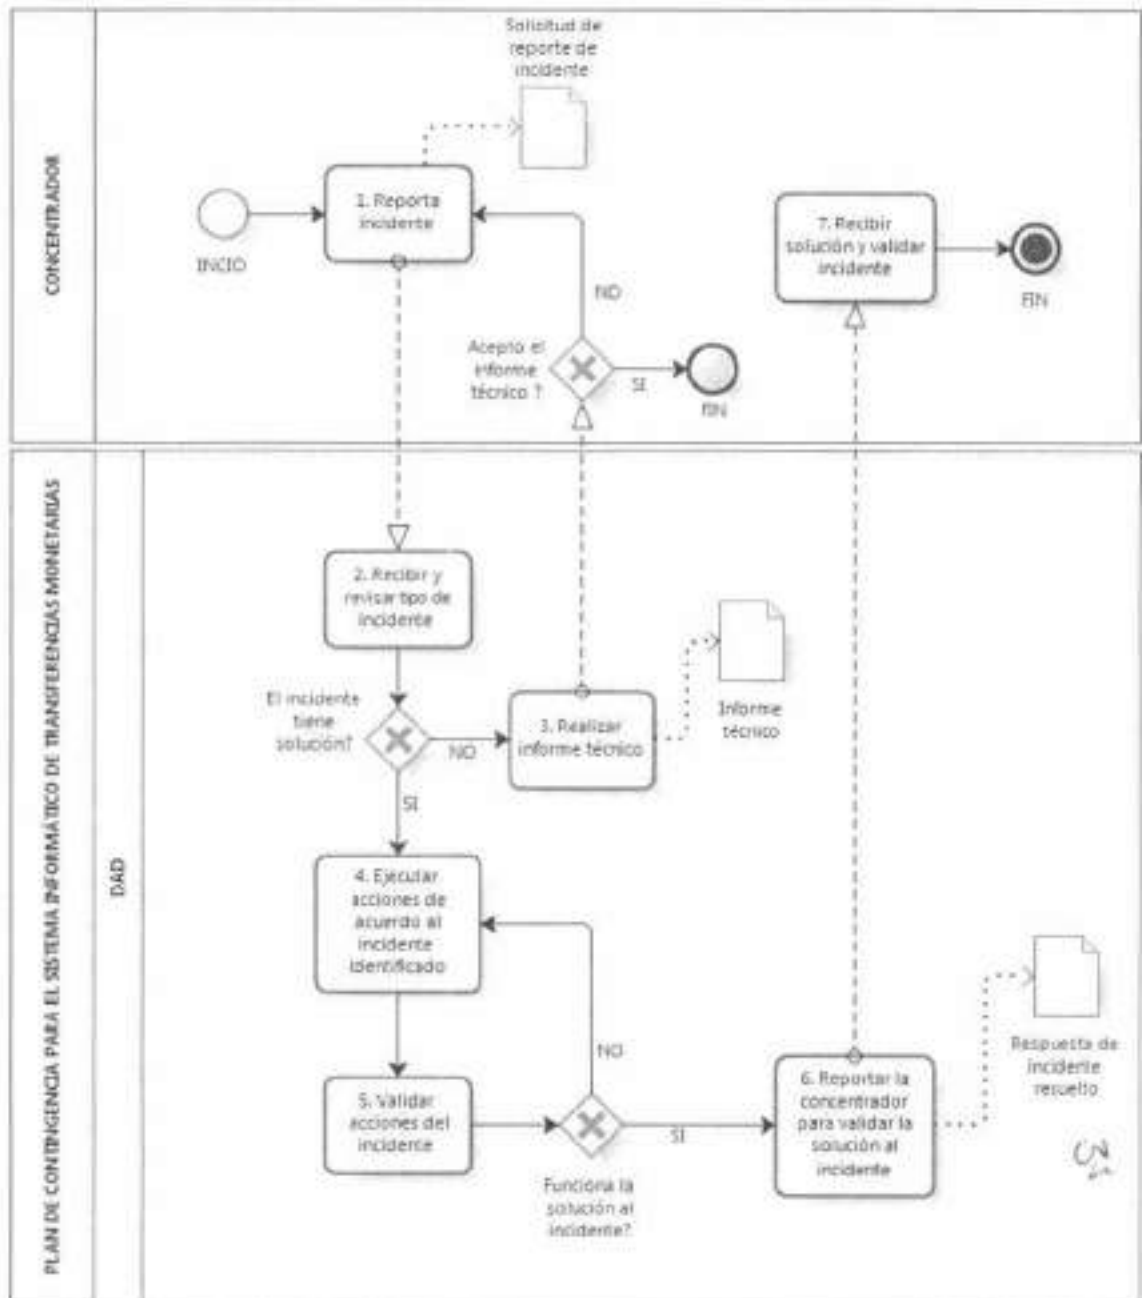 CONCENTRADOR
Solicitud de
reporte de
incidente
INCIO
1. Reporta
incidente
NO
Acepto el
informe
técnico ?
SI
FIN
7. Recibir
solución y validar
incidente
FIN
PLAN DE CONTINGENCIA PARA EL SISTEMA INFORMÁTICO DE TRANSFERENCIAS MONETARIAS
DAD
2. Recibir y
revisar tipo de
incidente
El incidente
tiene
solución?
NO
SI
3. Realizar
informe técnico
Informe
técnico
4. Ejecutar
acciones de
acuerdo al
incidente
identificado
NO
5. Validar
acciones del
incidente
Funciona la
solución al
incidente?
SI
6. Reportar la
concentrador
para validar la
solución al
incidente
Respuesta de
incidente
resuelto